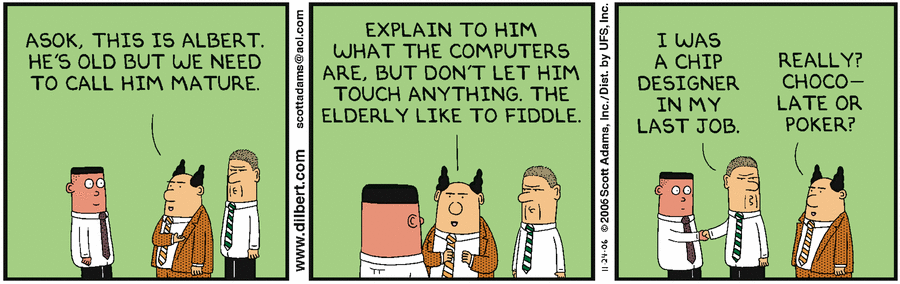 ASOK, THIS IS ALBERT.
HE'S OLD BUT WE NEED
TO CALL HIM MATURE.
www.dilbert.com scottadams@aol.com
EXPLAIN TO HIM
WHAT THE COMPUTERS
ARE, BUT DON'T LET HIM
TOUCH ANYTHING. THE
ELDERLY LIKE TO FIDDLE.
11-24-06 © 2006 Scott Adams, Inc./Dist. by UFS, Inc.
I WAS
A CHIP
DESIGNER
IN MY
LAST JOB.
REALLY?
CHOCO—
LATE OR
POKER?